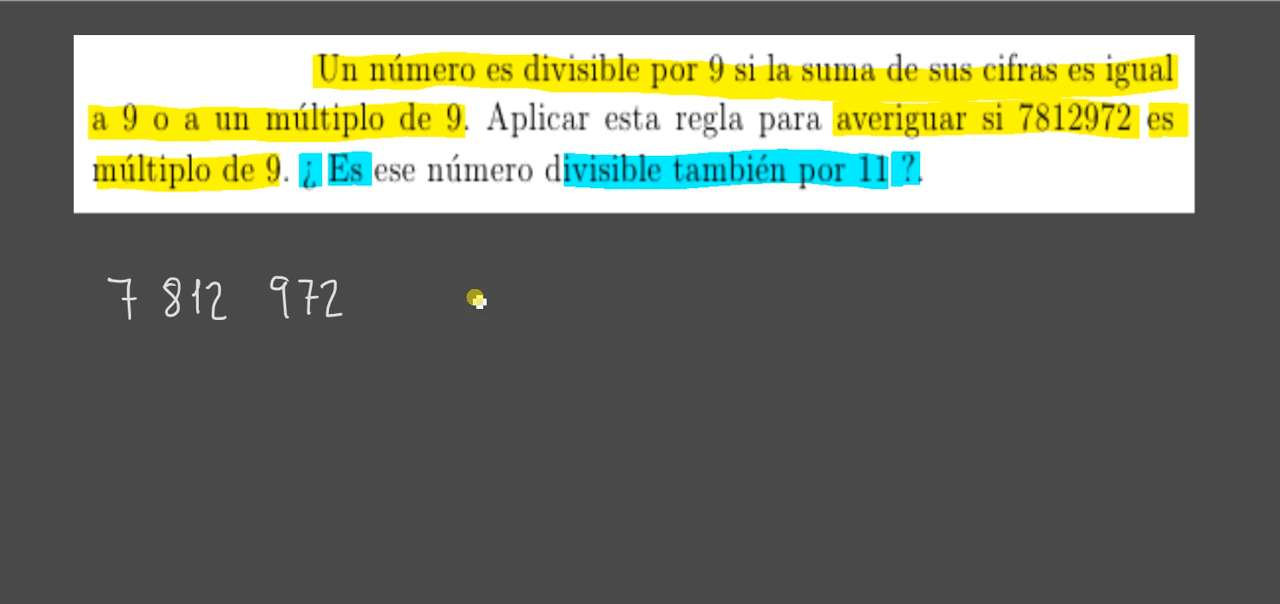 Un número es divisible por 9 si la suma de sus cifras es igual
a 9 o a un múltiplo de 9. Aplicar esta regla para averiguar si 7812972 es
múltiplo de 9. ¿ Es ese número divisible también por 11 ?.
7 812 972